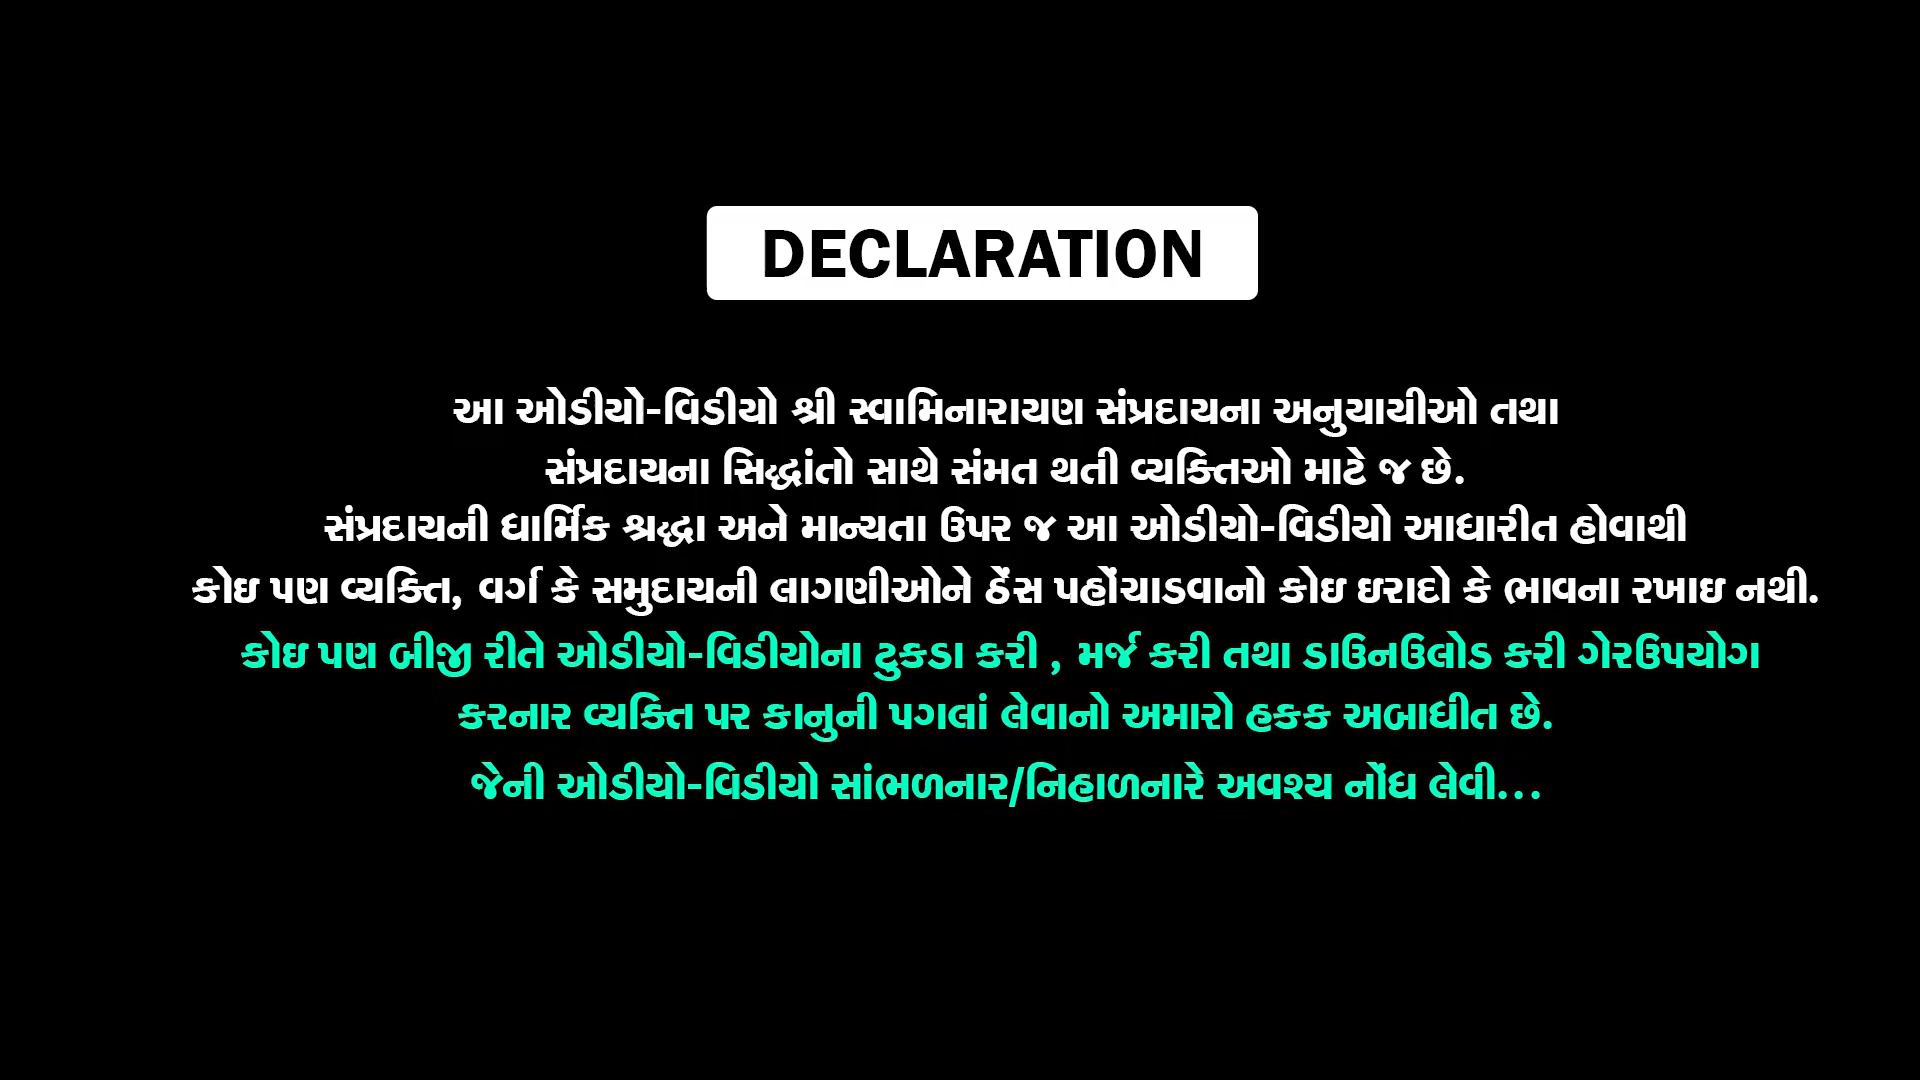 DECLARATION
આ ઓડીયો-વિડીયો શ્રી સ્વામિનારાયણ સંપ્રદાયના અનુયાયીઓ તથા
સંપ્રદાયના સિદ્ધાંતો સાથે સંમત થતી વ્યક્તિઓ માટે જ છે.
સંપ્રદાયની ધાર્મિક શ્રદ્ધા અને માન્યતા ઉપર જ આ ઓડીયો-વિડીયો આધારીત હોવાથી
કોઇ પણ વ્યક્તિ, વર્ગ કે સમુદાયની લાગણીઓને ઠેંસ પહોંચાડવાનો કોઇ ઇરાદો કે ભાવના રખાઇ નથી.
કોઇ પણ બીજી રીતે ઓડીયો-વિડીયોના ટુકડા કરી , મર્જ કરી તથા ડાઉનઉલોડ કરી ગેરઉપયોગ
કરનાર વ્યક્તિ પર કાનુની પગલાં લેવાનો અમારો હકક અબાધીત છે.
જેની ઓડીયો-વિડીયો સાંભળનાર/નિહાળનારે અવશ્ય નોંધ લેવી...